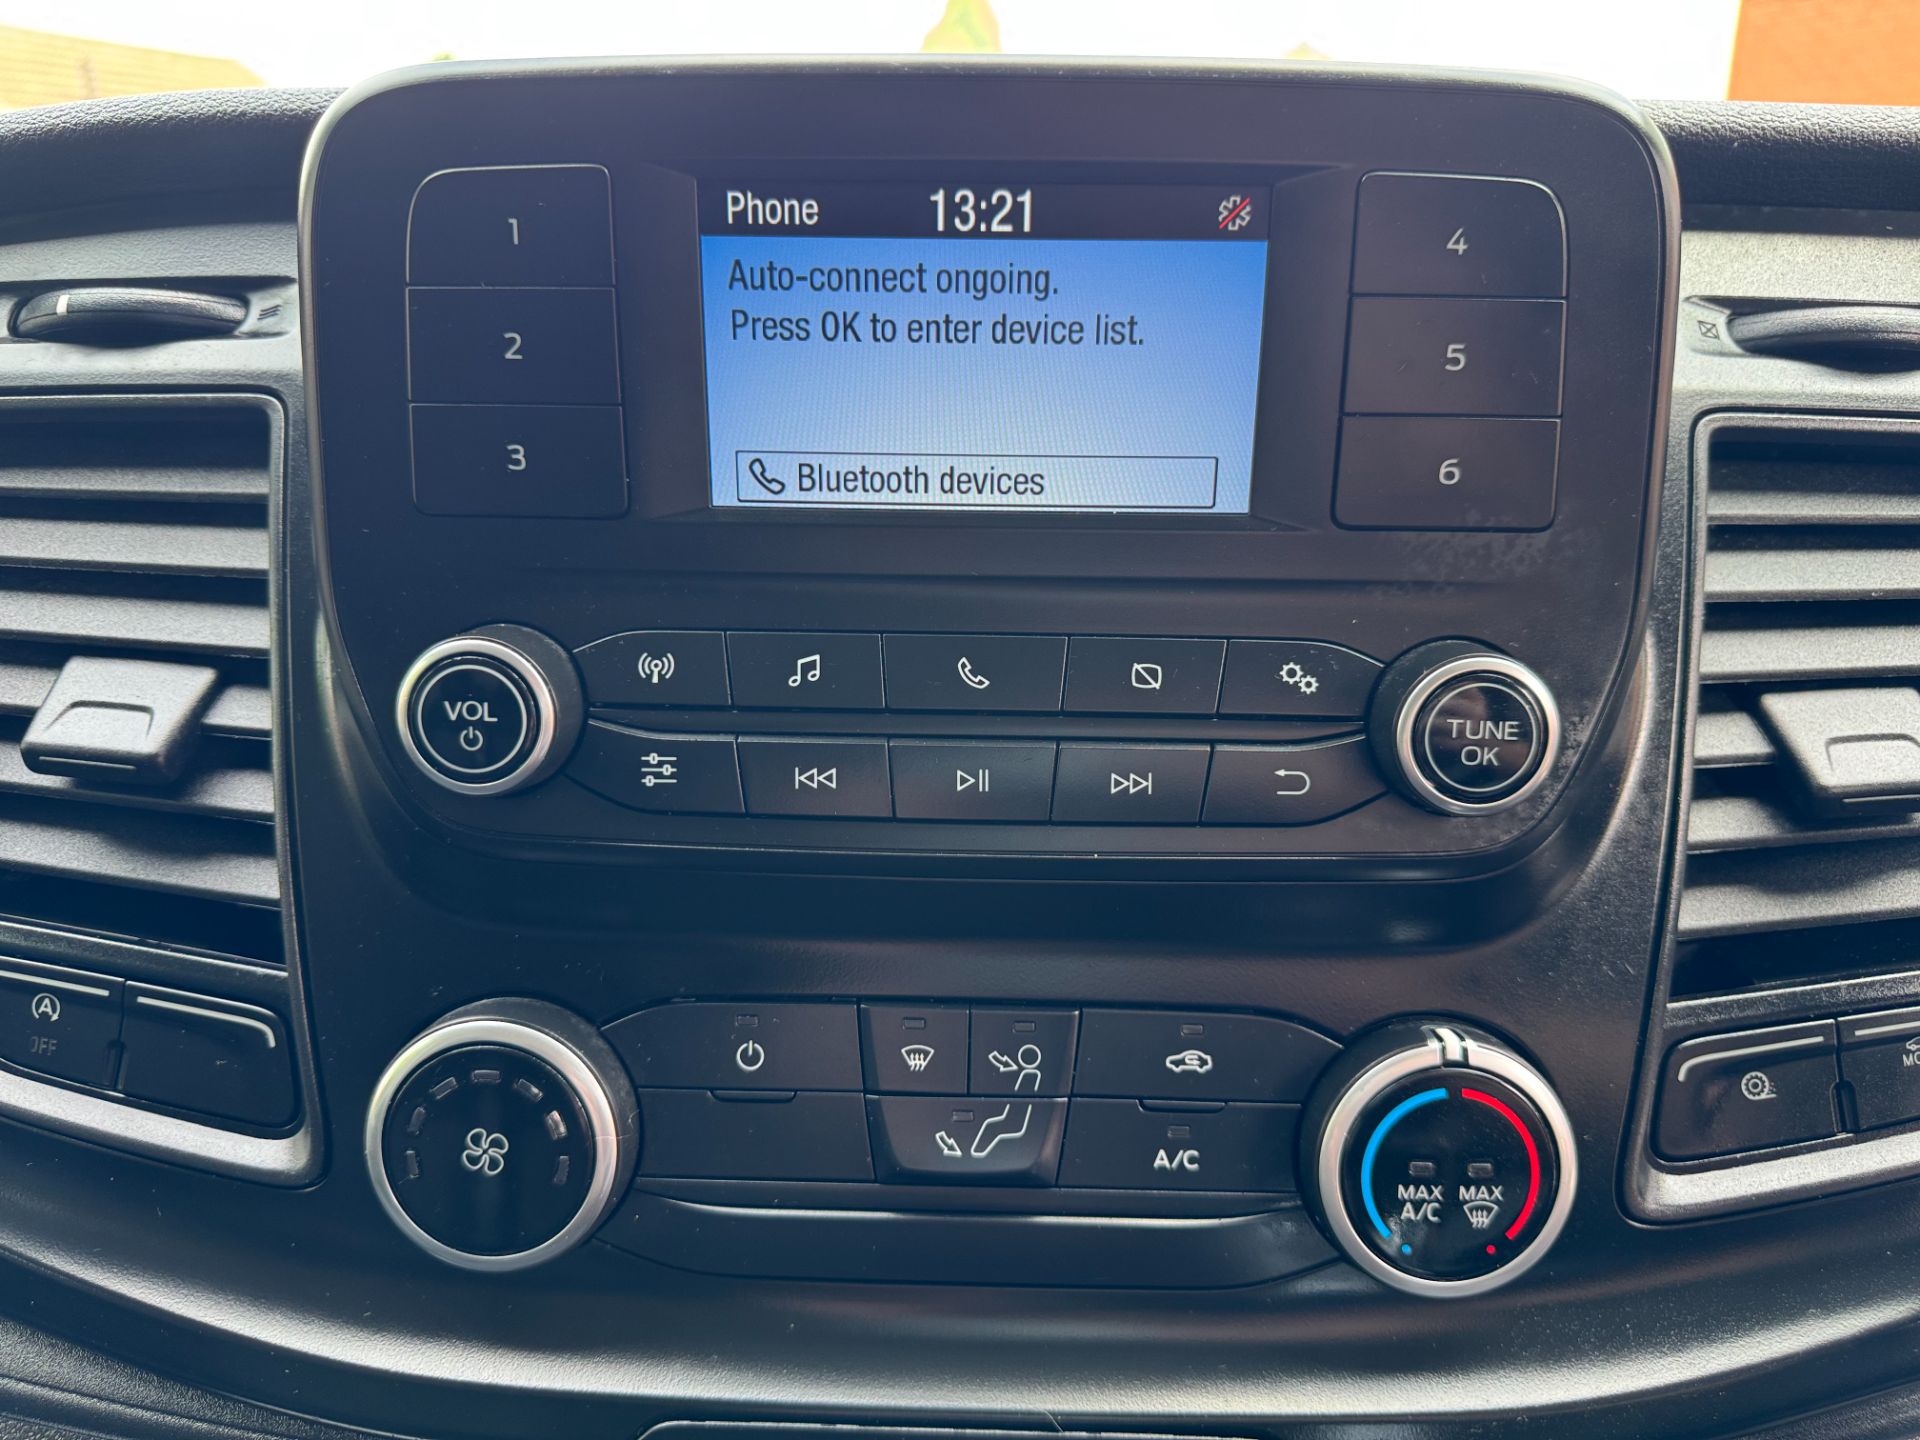 Phone 13:21
Auto-connect ongoing.
Press OK to enter device list.
Bluetooth devices
1
2
3
4
5
6
VOL
TUNE
OK
A
OFF
A/C
MAX
A/C
MAX